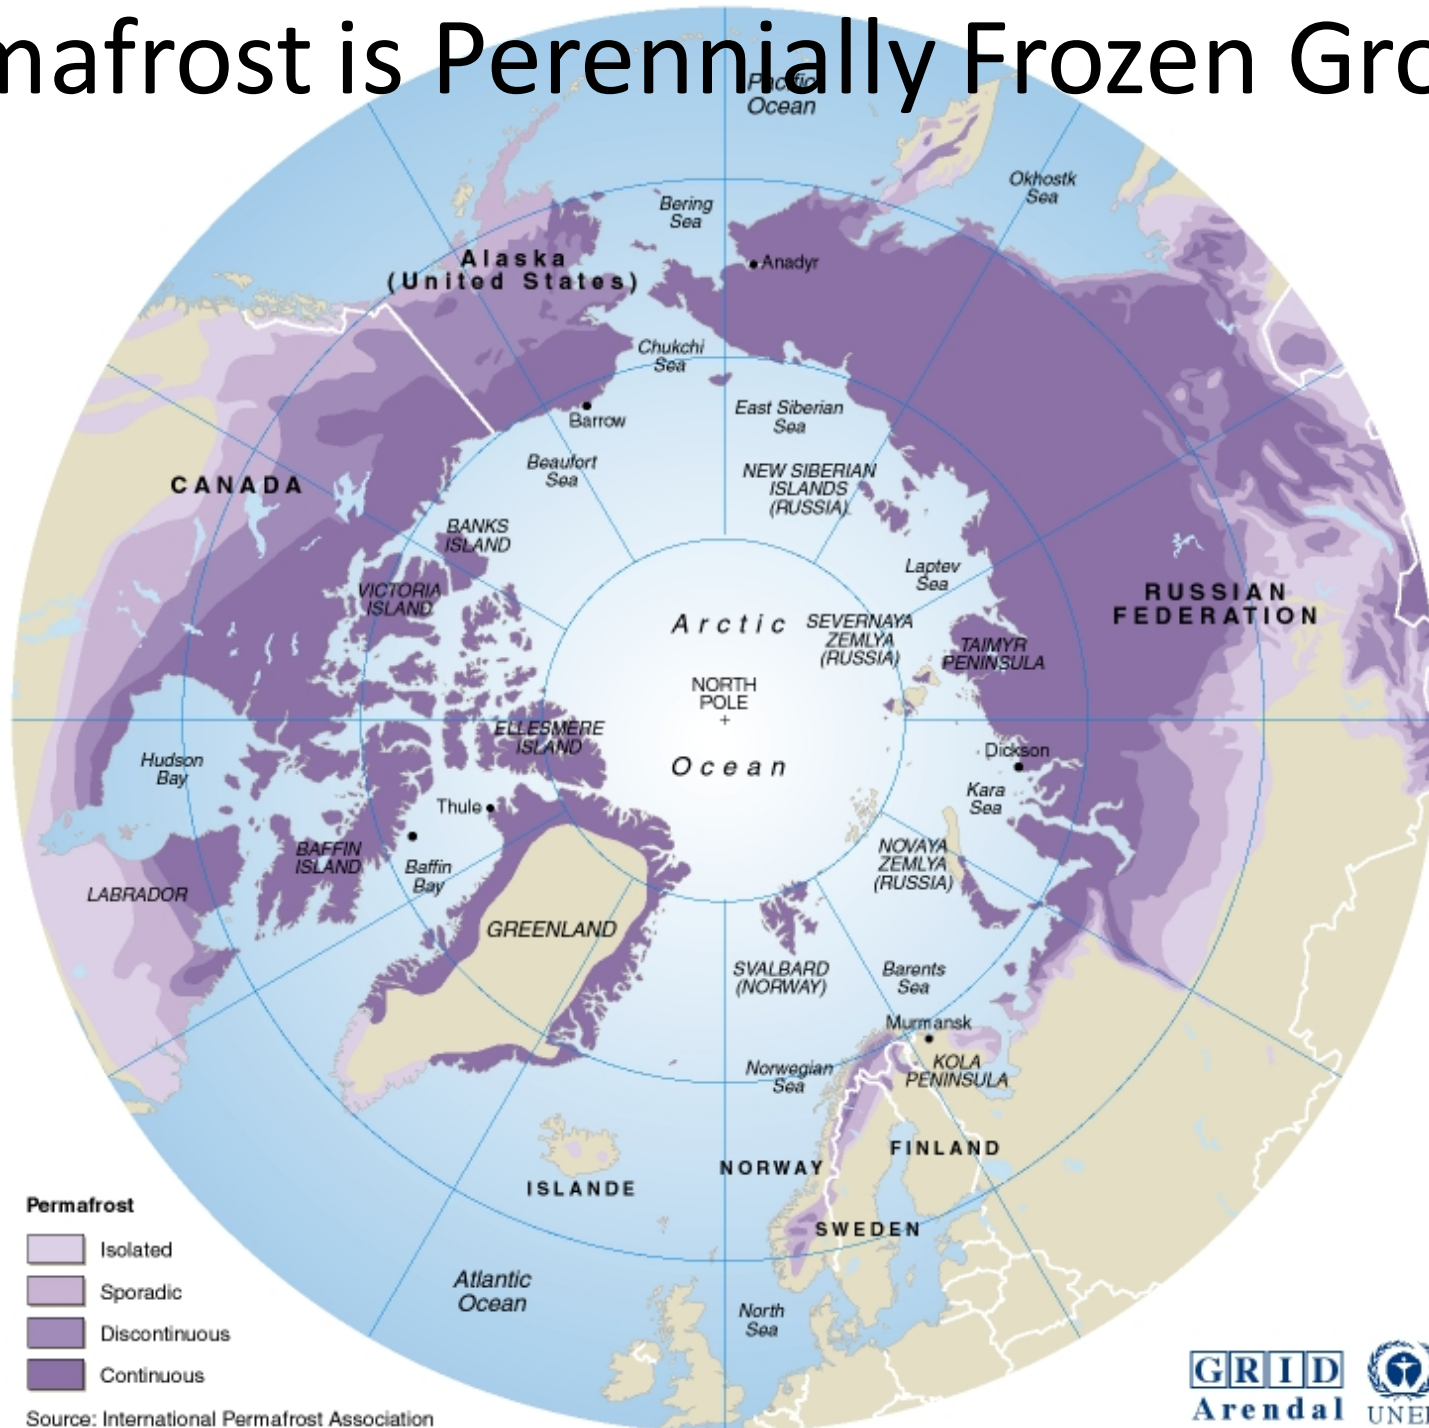 mafrost is Perennially Frozen Gro
Pacific
Ocean
Okhostk
Sea
Bering
Sea
Alaska
(United States)
Anadyr
Chukchi
Sea
Barrow
East Siberian
Sea
Beaufort
Sea
NEW SIBERIAN
ISLANDS
(RUSSIA)
CANADA
BANKS
ISLAND
VICTORIA
ISLAND
Laptev
Sea
RUSSIAN
FEDERATION
Arctic
SEVERNAYA
ZEMLYA
(RUSSIA)
TAIMYR
PENINSULA
NORTH
POLE
+
ELLESMERE
ISLAND
Ocean
Hudson
Bay
Dickson
Kara
Sea
Thule
BAFFIN
ISLAND
Baffin
Bay
NOVAYA
ZEMLYA
(RUSSIA)
LABRADOR
GREENLAND
SVALBARD
(NORWAY)
Barents
Sea
Murmansk
KOLA
PENINSULA
Norwegian
Sea
FINLAND
NORWAY
ISLANDE
SWEDEN
Atlantic
Ocean
North
Sea
Permafrost
Isolated
Sporadic
Discontinuous
Continuous
Source: International Permafrost Association
GRID
Arendal
UNE